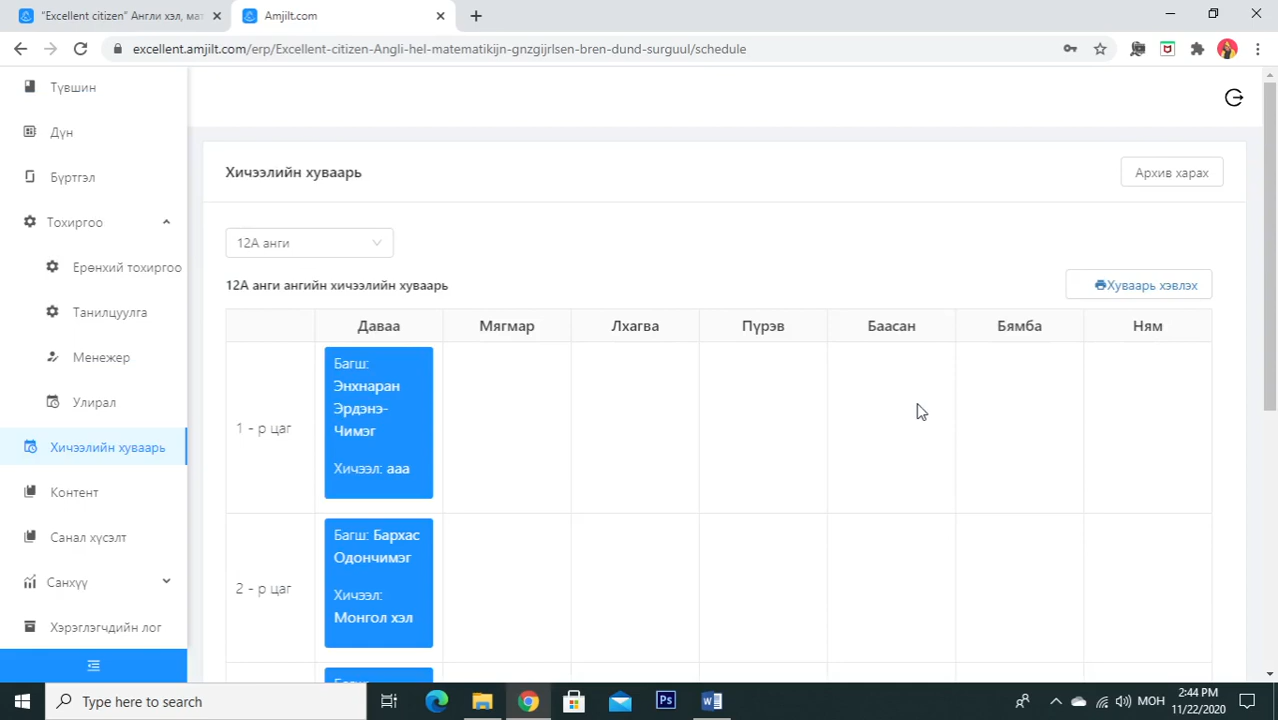 "Excellent citizen" Англи хэл, мат
Amjilt.com
excellent.amjilt.com/erp/Excellent-citizen-Angli-hel-matematikijn-gnzgijrlsen-bren-dund-surguul/schedule
Түвшин
Дүн
Бүртгэл
Тохиргоо
Ерөнхий тохиргоо
Танилцуулга
Менежер
Улирал
Хичээлийн хуваарь
Контент
Санал хүсэлт
Санхүү
Хэрэглэгчдийн лог
Хичээлийн хуваарь
Архив харах
12А анги
12А анги ангийн хичээлийн хуваарь
Хуваарь хэвлэх
Даваа Мягмар Лхагва Пүрэв Баасан Бямба Ням
1 - р цаг
Багш:
Энхнаран
Эрдэнэ-
Чимэг
Хичээл: ааа
2 - р цаг
Багш: Бархас
Одончимэг
Хичээл:
Монгол хэл
Type here to search
Ps
МОН
2:44 PM
11/22/2020